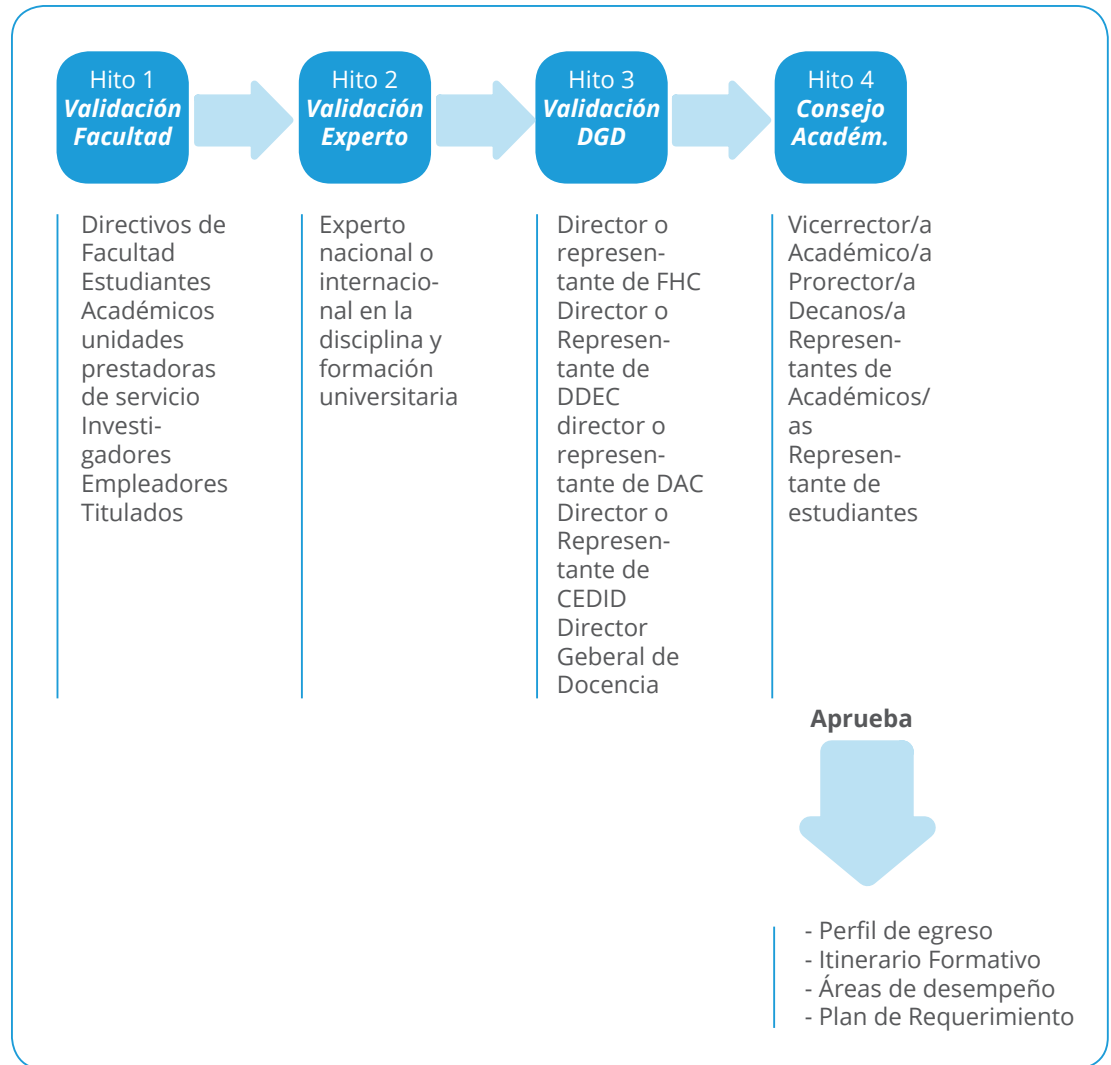 Hito 1
Validación
Facultad
Hito 2
Validación
Experto
Hito 3
Validación
DGD
Hito 4
Consejo
Académ.
Directivos de
Facultad
Estudiantes
Académicos
unidades
prestadoras
de servicio
Investi-
gadores
Empleadores
Titulados
Experto
nacional o
internacio-
nal en la
disciplina y
formación
universitaria
Director o
represen-
tante de FHC
Director o
Represen-
tante de
DDEC
director o
represen-
tante de DAC
Director o
Represen-
tante de
CEDID
Director
Geberal de
Docencia
Vicerrector/a
Académico/a
Prorector/a
Decanos/a
Represen-
tantes de
Académicos/
as
Represen-
tante de
estudiantes
Aprueba
- Perfil de egreso
- Itinerario Formativo
- Áreas de desempeño
- Plan de Requerimiento